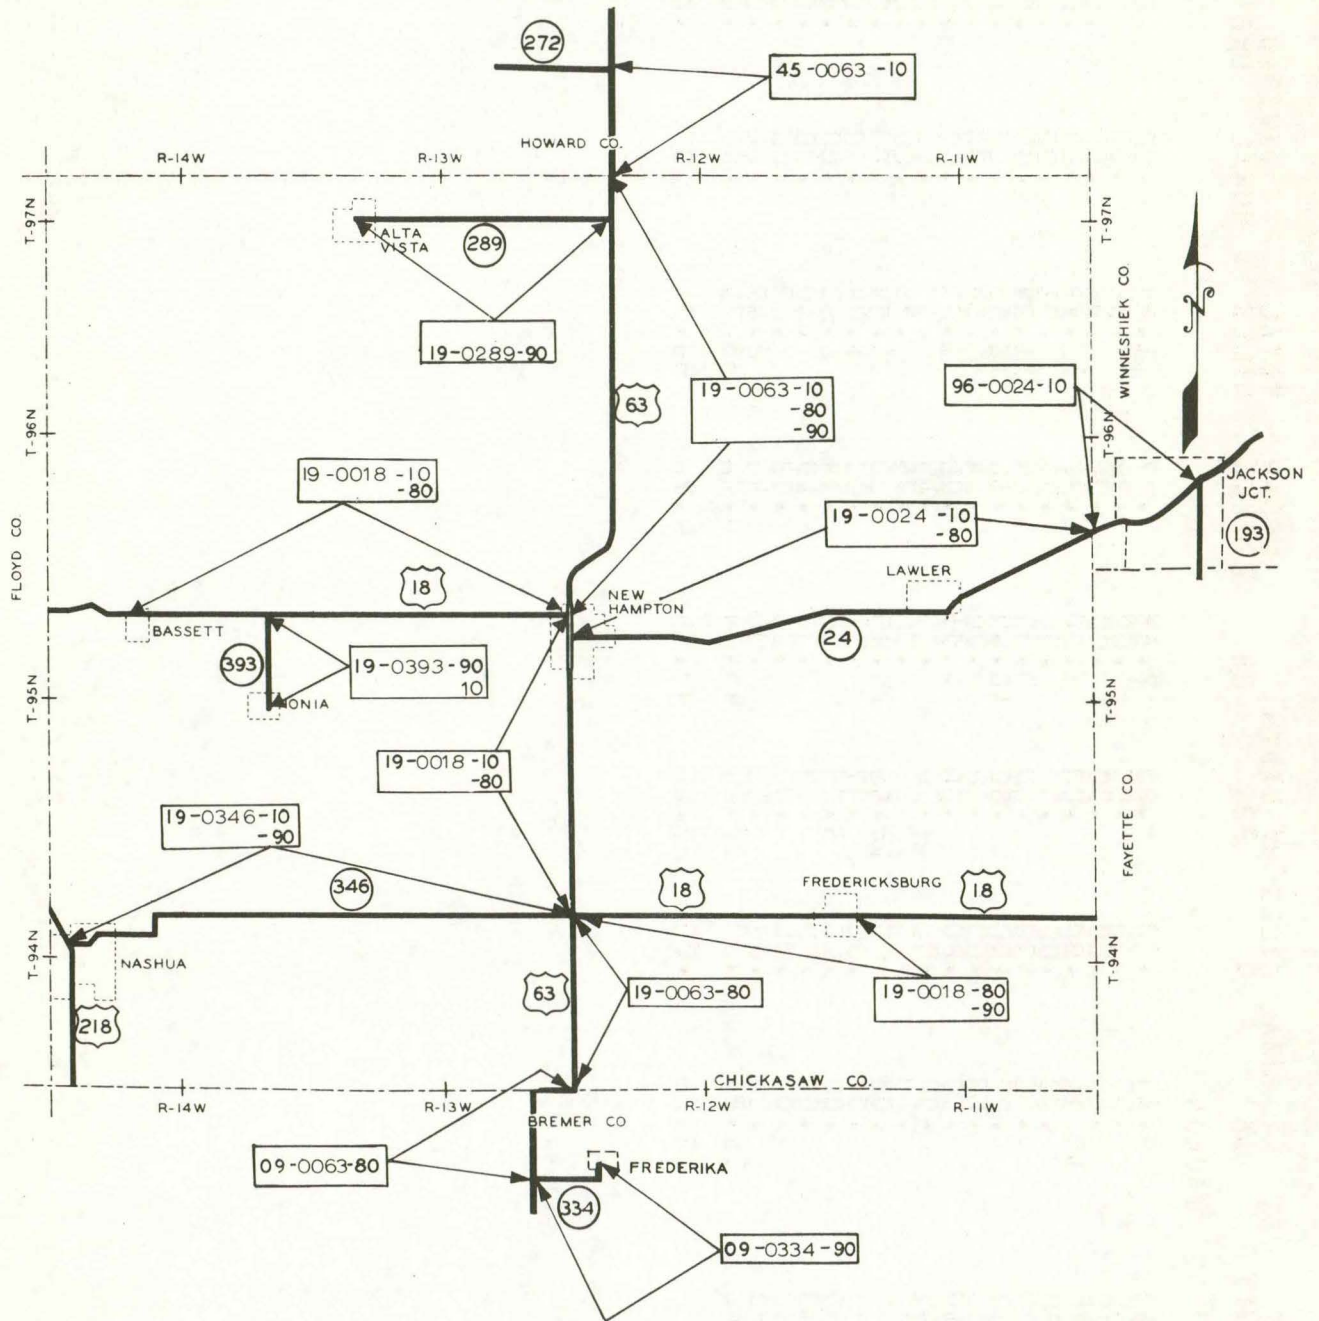 272
45-0063-10
HOWARD CO.
R-14W
R-13W
R-12W
R-11W
T-97N
T-97N
ALTA
VISTA
289
19-0289-90
WINNESHIEK CO.
N
63
19-0063-10
-80
-90
96-0024-10
T-96N
T-96N
19-0018-10
-80
JACKSON
JCT.
193
19-0024-10
-80
FLOYD CO.
LAWLER
18
NEW
HAMPTON
BASSETT
24
393
19-0393-90
10
IONIA
T-95N
T-95N
19-0018-10
-80
19-0346-10
-90
FAYETTE CO.
346
18
FREDERICKSBURG
18
T-94N
T-94N
NASHUA
218
63
19-0063-80
19-0018-80
-90
CHICKASAW CO.
R-14W
R-13W
R-12W
R-11W
BREMER CO
09-0063-80
FREDERIKA
334
09-0334-90